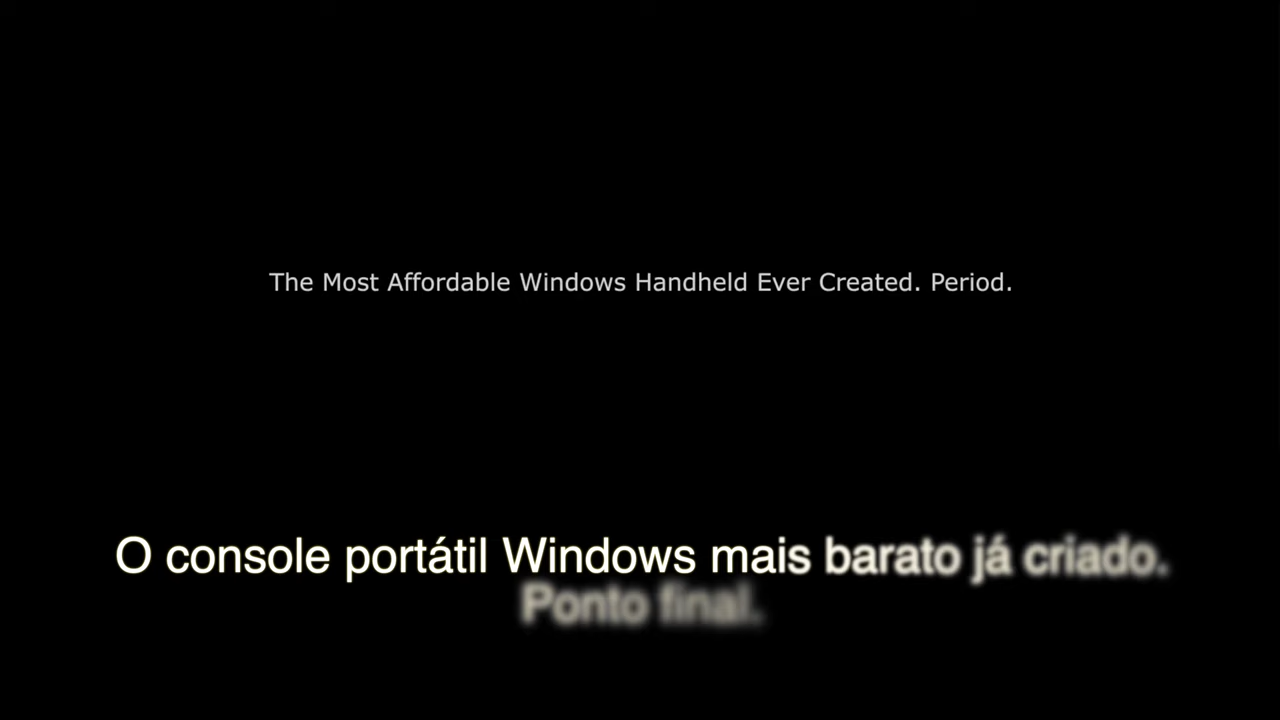 The Most Affordable Windows Handheld Ever Created. Period.
O console portátil Windows mais barato já criado.
Ponto final.